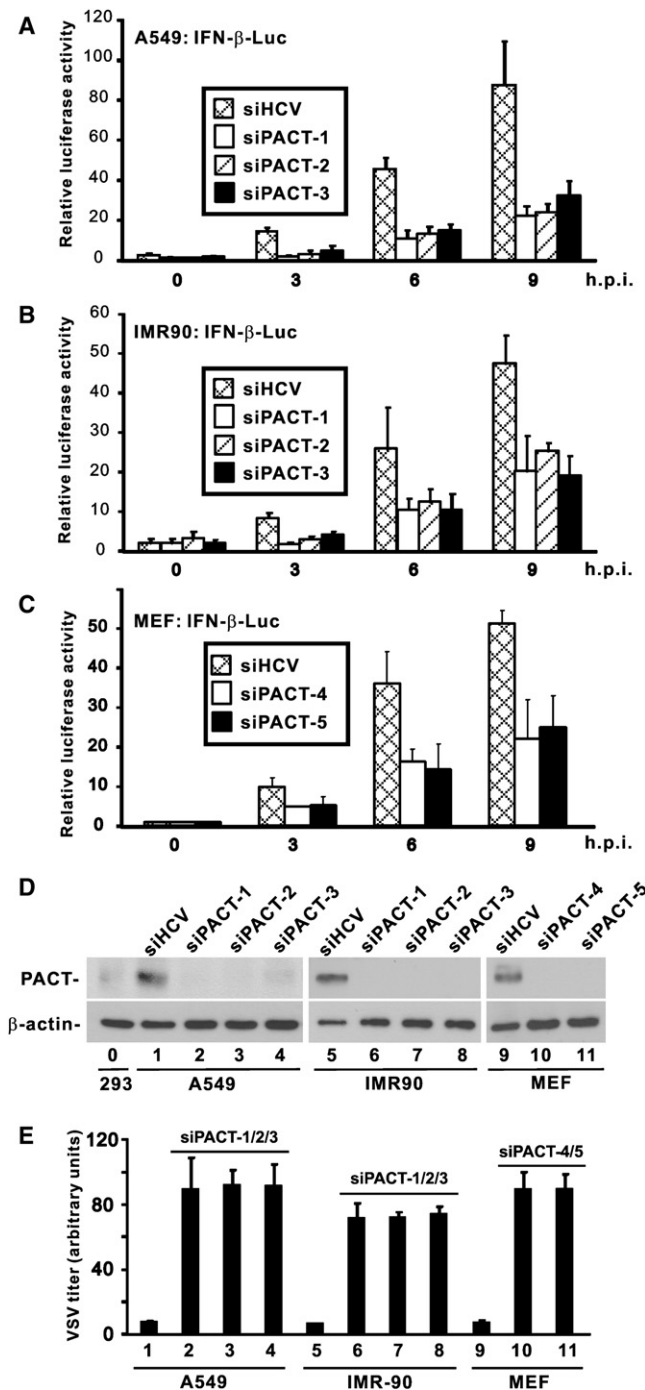 A
A549: IFN-β-Luc
Relative luciferase activity
120
100
80
60
40
20
0
siHCV
siPACT-1
siPACT-2
siPACT-3
0 3 6 9 h.p.i.
B
IMR90: IFN-β-Luc
Relative luciferase activity
60
50
40
30
20
10
0
siHCV
siPACT-1
siPACT-2
siPACT-3
0 3 6 9 h.p.i.
C
MEF: IFN-β-Luc
Relative luciferase activity
50
40
30
20
10
0
siHCV
siPACT-4
siPACT-5
0 3 6 9 h.p.i.
D
siHCV siPACT-1 siPACT-2 siPACT-3 siHCV siPACT-1 siPACT-2 siPACT-3 siHCV siPACT-4 siPACT-5
PACT-
β-actin-
0 1 2 3 4 5 6 7 8 9 10 11
293 A549 IMR90 MEF
E
VSV titer (arbitrary units)
120
80
40
0
siPACT-1/2/3
siPACT-1/2/3
siPACT-4/5
1 2 3 4 5 6 7 8 9 10 11
A549 IMR-90 MEF